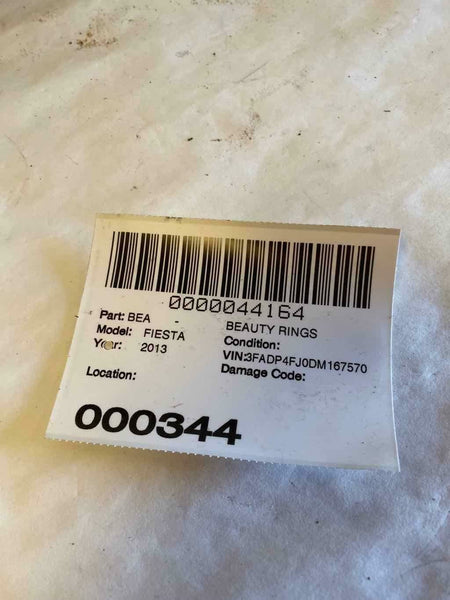 0000044164
Part: BEA BEAUTY RINGS
Model: FIESTA Condition:
Year: 2013 VIN:3FADP4FJ0DM167570
Location: Damage Code:
000344